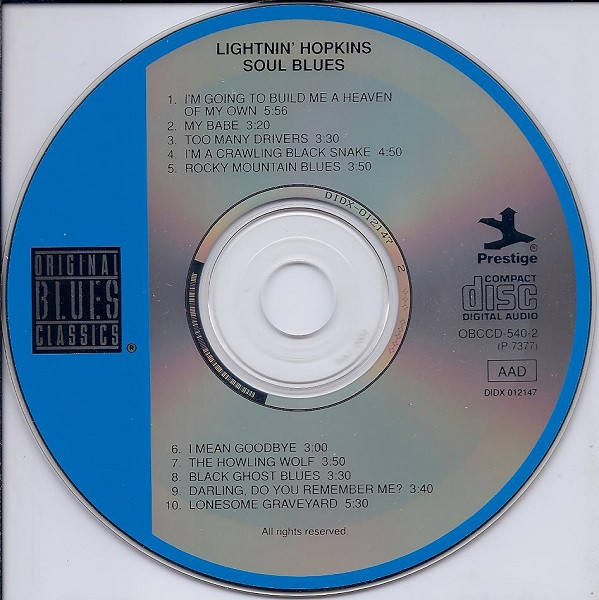 LIGHTNIN' HOPKINS
SOUL BLUES
1. I'M GOING TO BUILD ME A HEAVEN
OF MY OWN 5:56
2. MY BABE 3:20
3. TOO MANY DRIVERS 3:30
4. I'M A CRAWLING BLACK SNAKE 4:50
5. ROCKY MOUNTAIN BLUES 3:50
DIDX-012147 2
ORIGINAL
BLUES
CLASSICS
®
®
Prestige
COMPACT
disc
DIGITAL AUDIO
OBCCD-540-2
(P-7377)
AAD
DIDX 012147
6. I MEAN GOODBYE 3:00
7. THE HOWLING WOLF 3:50
8. BLACK GHOST BLUES 3:30
9. DARLING, DO YOU REMEMBER ME? 3:40
10. LONESOME GRAVEYARD 5:30
All rights reserved.